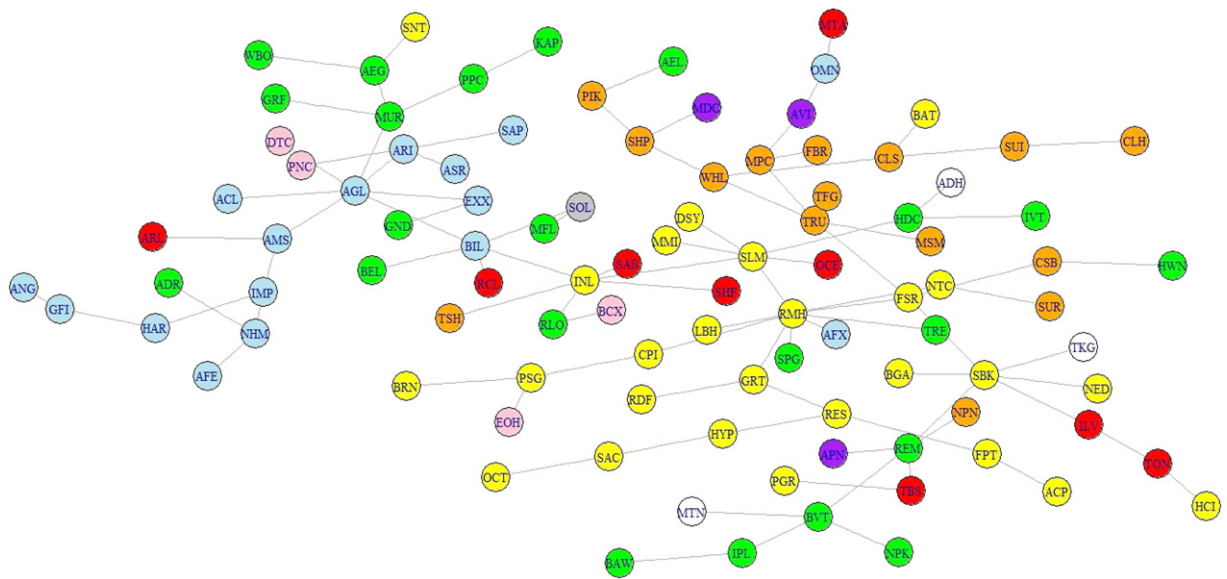 SNT
MTA
KAP
WBO
AEG
AEL
OMN
PPC
PIK
GRF
MDC
AVI
BAT
MUR
SAP
DTC
SHP
CLH
SUI
ARI
FBR
MPC
CLS
PNC
ASR
WHL
ADH
AGL
ACL
EXX
TFG
SOL
DSY
HDC
IVT
TRU
GND
MFL
ARL
AMS
MMI
MSM
BIL
SLM
SAB
OCE
CSB
HWN
BEL
ADR
RCL
INL
NTC
ANG
IMP
SHF
FSR
GFI
BCX
SUR
TSH
RLO
RMH
HAR
NHM
LBH
AFX
TRE
TKG
CPI
SPG
AFE
BRN
PSG
GRT
BGA
SBK
NED
RDF
EOH
RES
NPN
ILV
HYP
REM
APN
FPT
SAC
TON
OCT
PGR
TBS
ACP
HCI
MTN
BVT
IPL
NPK
BAW